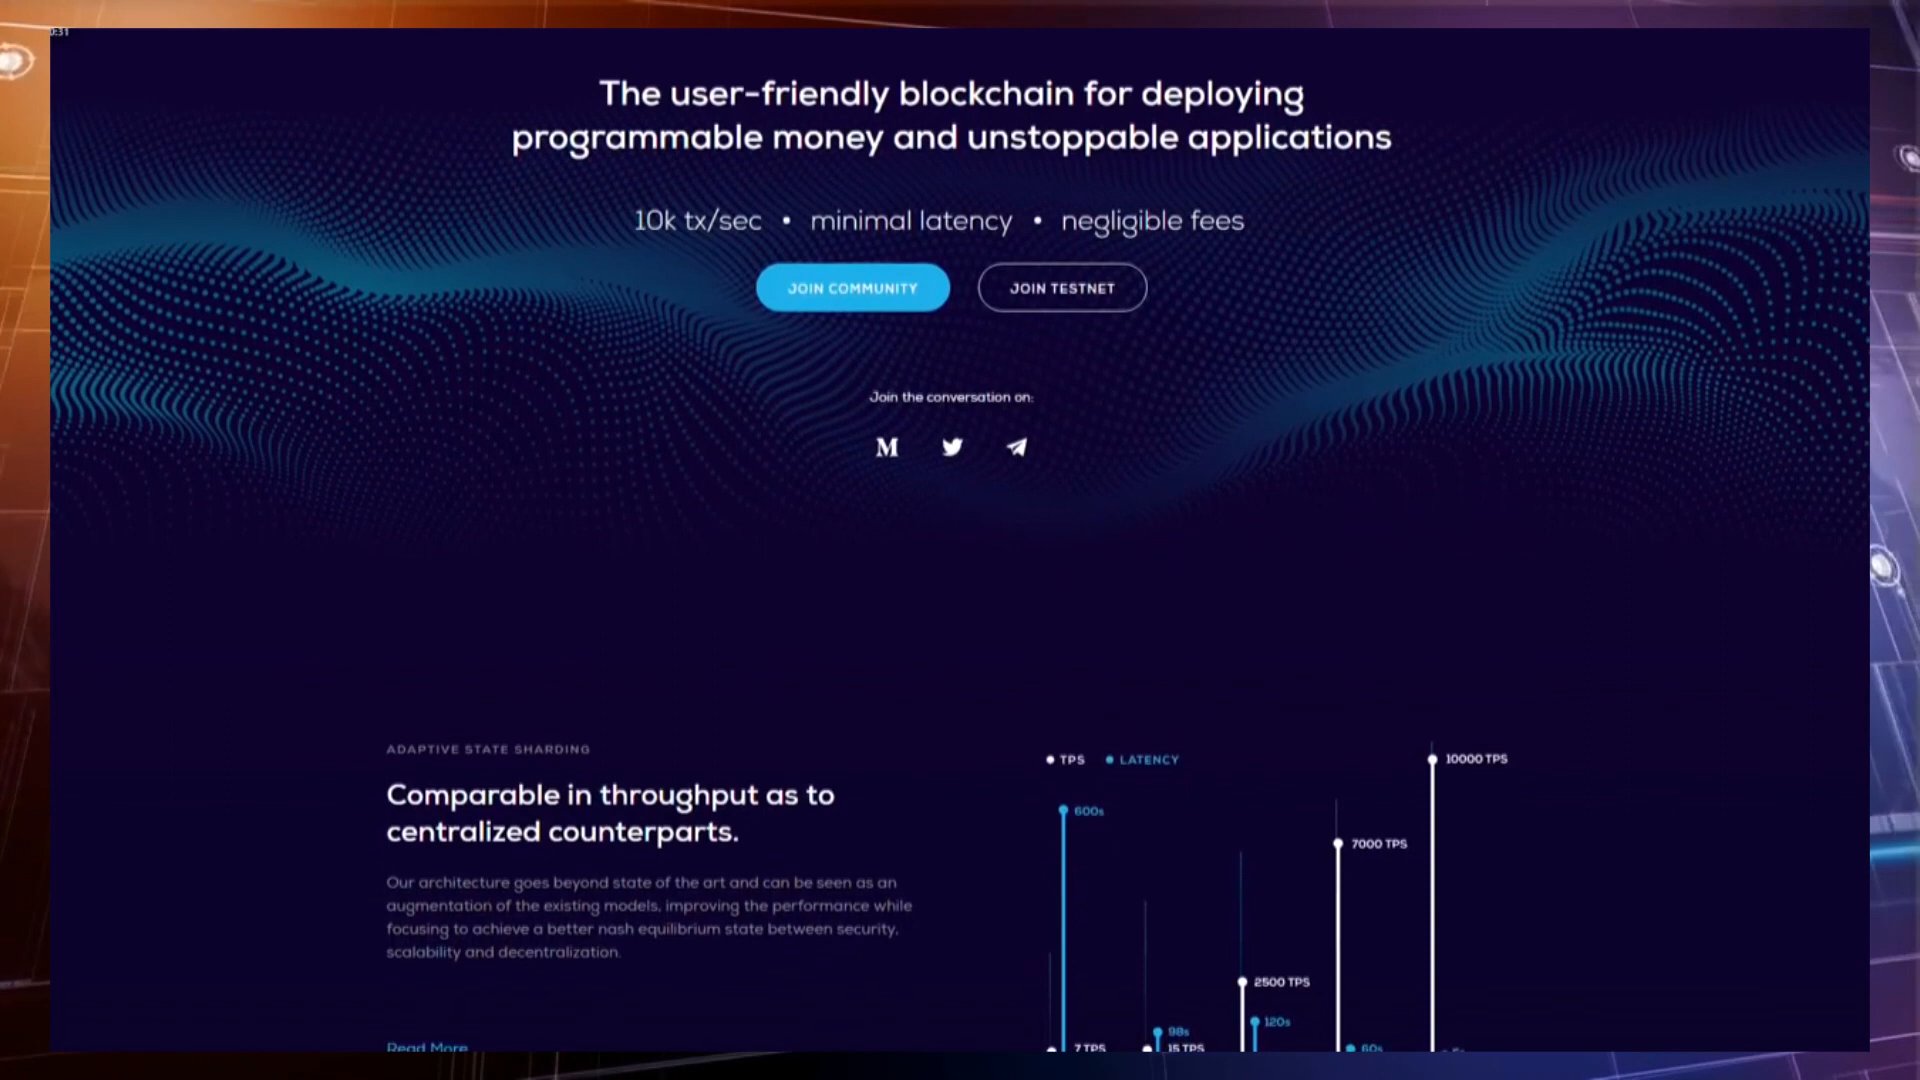 0:31
The user-friendly blockchain for deploying
programmable money and unstoppable applications
10k tx/sec • minimal latency • negligible fees
JOIN COMMUNITY
JOIN TESTNET
Join the conversation on:
M
ADAPTIVE STATE SHARDING
Comparable in throughput as to
centralized counterparts.
Our architecture goes beyond state of the art and can be seen as an
augmentation of the existing models, improving the performance while
focusing to achieve a better nash equilibrium state between security,
scalability and decentralization.
Read More
TPS LATENCY
10000 TPS
600s
7000 TPS
2500 TPS
120s
98s
7 TPS
15 TPS
60s